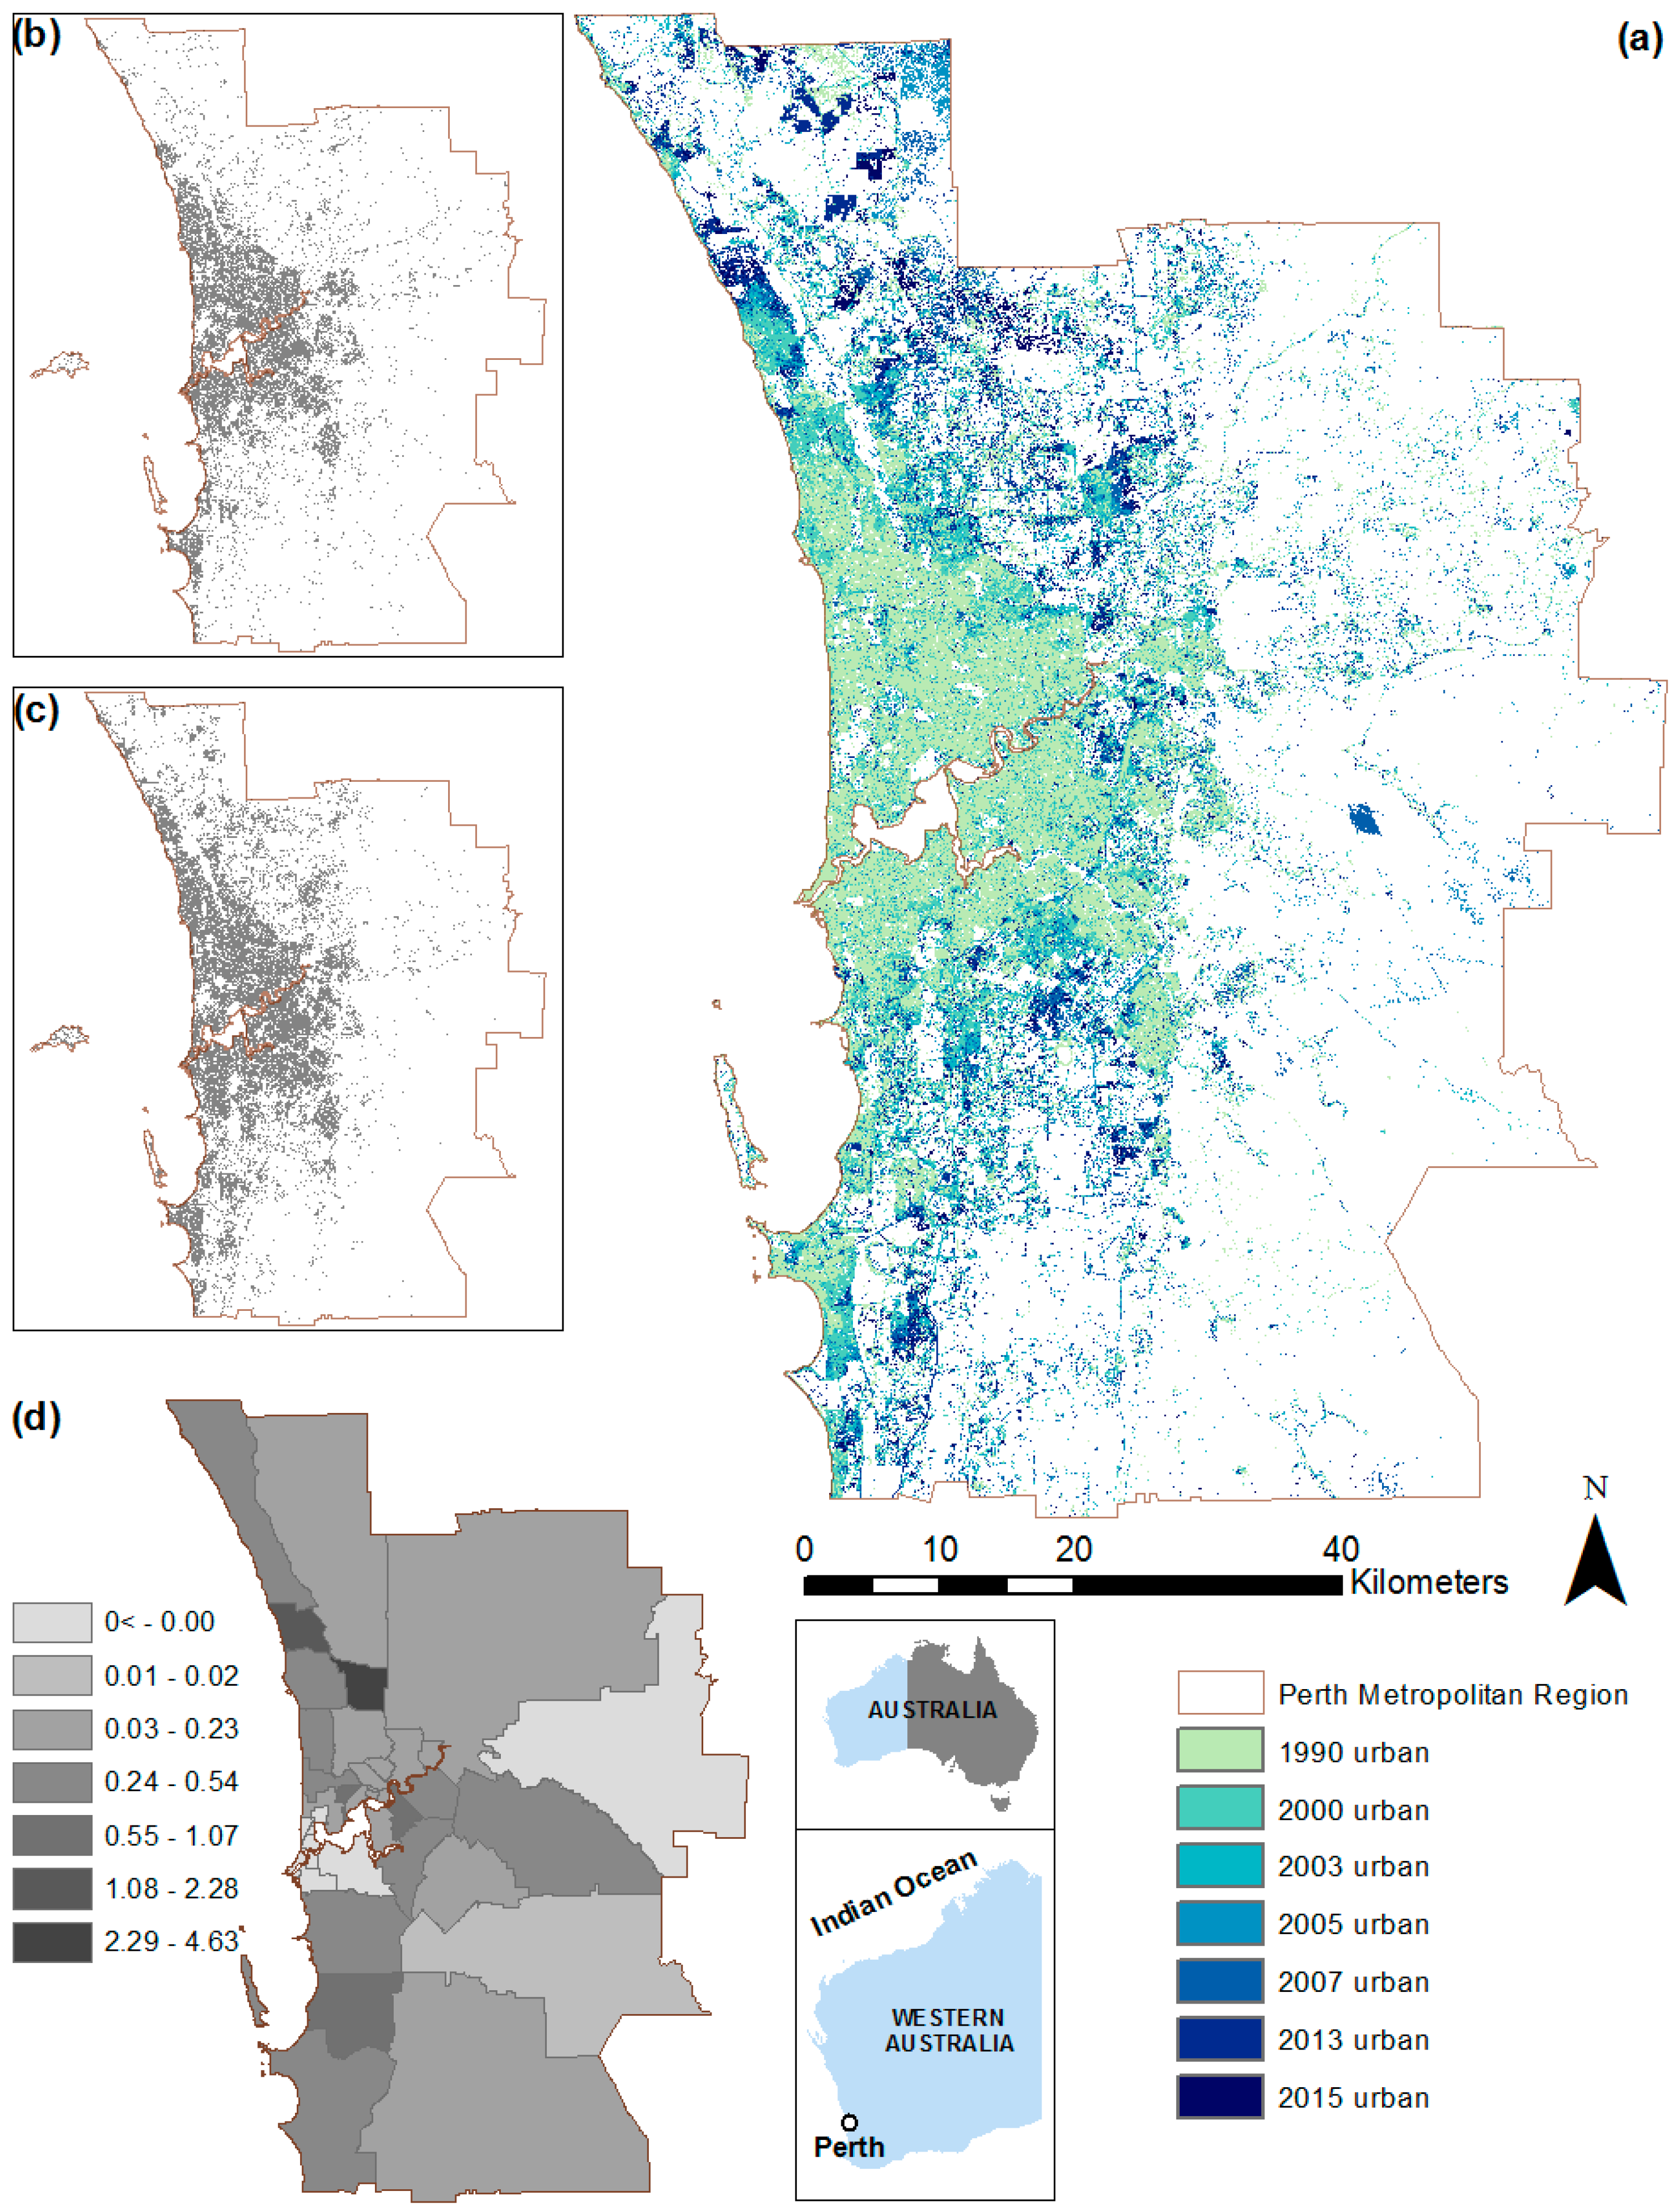 (b)
(a)
(c)
(d)
0< - 0.00
0.01 - 0.02
0.03 - 0.23
0.24 - 0.54
0.55 - 1.07
1.08 - 2.28
2.29 - 4.63
N
0 10 20 40
Kilometers
AUSTRALIA
Indian Ocean
WESTERN
AUSTRALIA
Perth
Perth Metropolitan Region
1990 urban
2000 urban
2003 urban
2005 urban
2007 urban
2013 urban
2015 urban